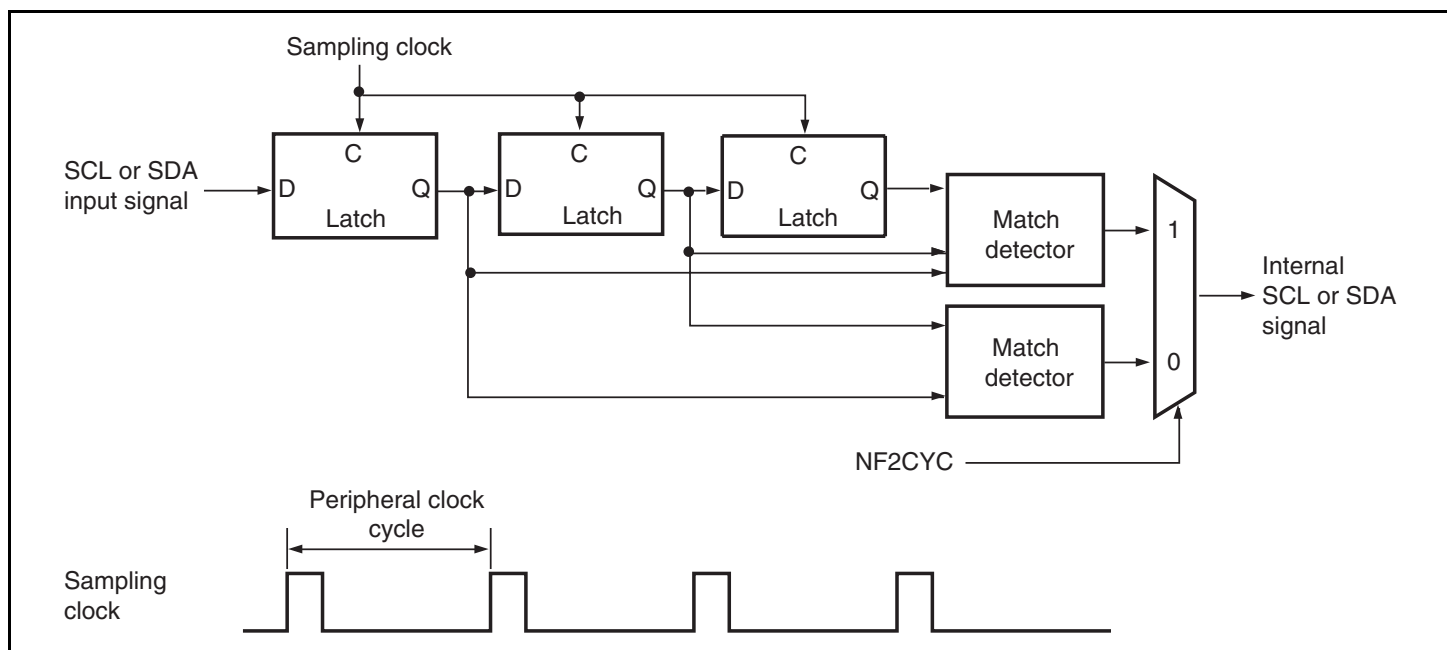 Sampling clock
SCL or SDA
input signal
C
D
Q
Latch
C
D
Q
Latch
C
D
Q
Latch
Match
detector
1
Match
detector
0
Internal
SCL or SDA
signal
NF2CYC
Peripheral clock
cycle
Sampling
clock